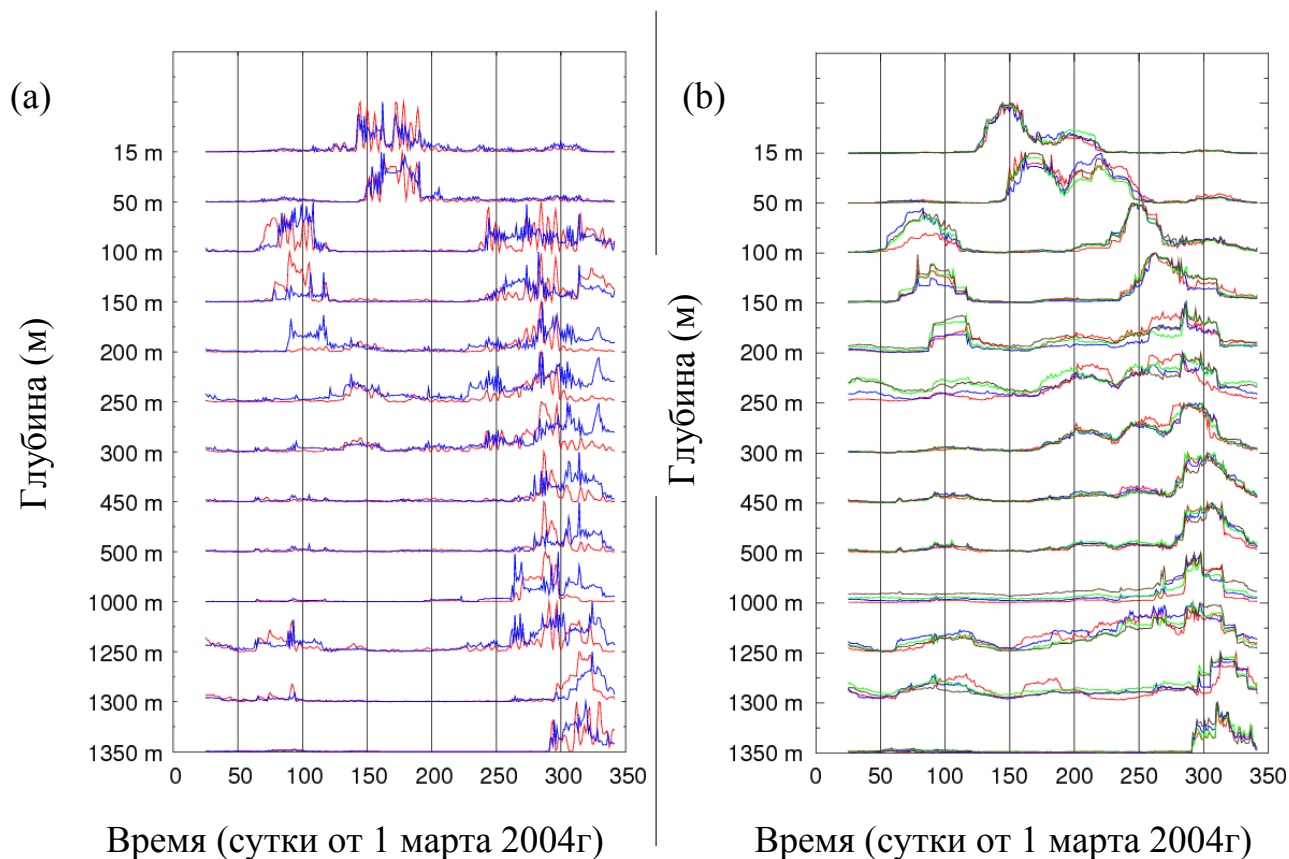 (a)
Глубина (м)
15 m
50 m
100 m
150 m
200 m
250 m
300 m
450 m
500 m
1000 m
1250 m
1300 m
1350 m
0 50 100 150 200 250 300 350
Время (сутки от 1 марта 2004г)
(b)
Глубина (м)
15 m
50 m
100 m
150 m
200 m
250 m
300 m
450 m
500 m
1000 m
1250 m
1300 m
1350 m
0 50 100 150 200 250 300 350
Время (сутки от 1 марта 2004г)